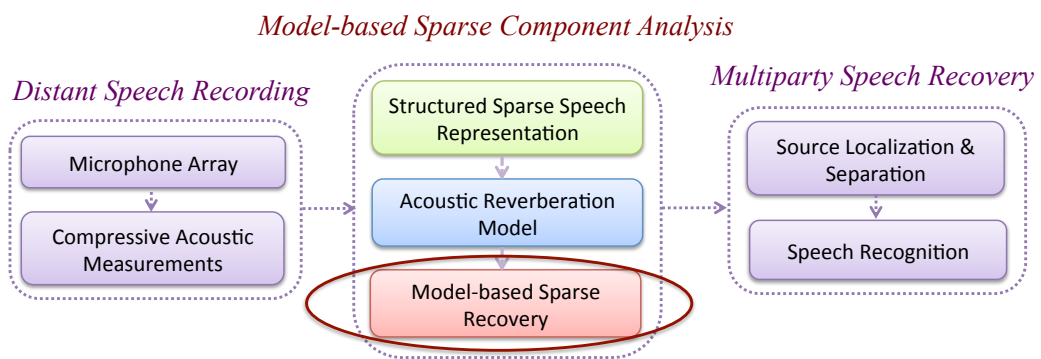 Model-based Sparse Component Analysis
Distant Speech Recording
Microphone Array
Compressive Acoustic
Measurements
Structured Sparse Speech
Representation
Acoustic Reverberation
Model
Model-based Sparse
Recovery
Multiparty Speech Recovery
Source Localization &
Separation
Speech Recognition